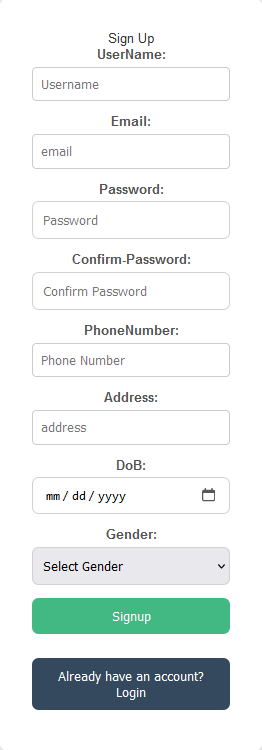 Sign Up
UserName:
Username
Email:
email
Password:
Password
Confirm-Password:
Confirm Password
PhoneNumber:
Phone Number
Address:
address
DoB:
mm/dd/yyyy
Gender:
Select Gender
Signup
Already have an account?
Login